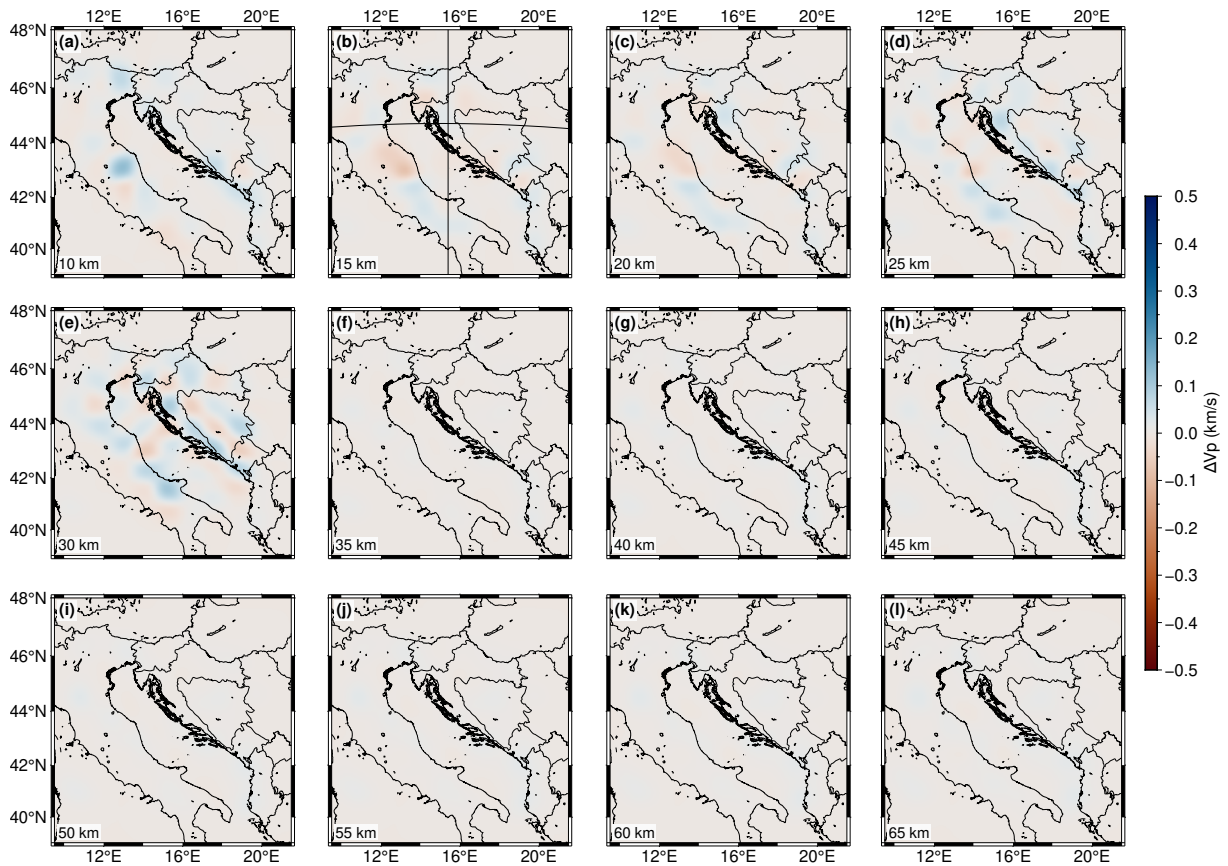 12°E 16°E 20°E 12°E 16°E 20°E 12°E 16°E 20°E 12°E 16°E 20°E
48°N (a) (b) (c) (d)
46°N
44°N
42°N
40°N
10 km 15 km 20 km 25 km
48°N (e) (f) (g) (h)
46°N
44°N
42°N
40°N
30 km 35 km 40 km 45 km
48°N (i) (j) (k) (l)
46°N
44°N
42°N
40°N
50 km 55 km 60 km 65 km
12°E 16°E 20°E 12°E 16°E 20°E 12°E 16°E 20°E 12°E 16°E 20°E
0.5
0.4
0.3
0.2
0.1
0.0
−0.1
−0.2
−0.3
−0.4
−0.5
ΔVp (km/s)